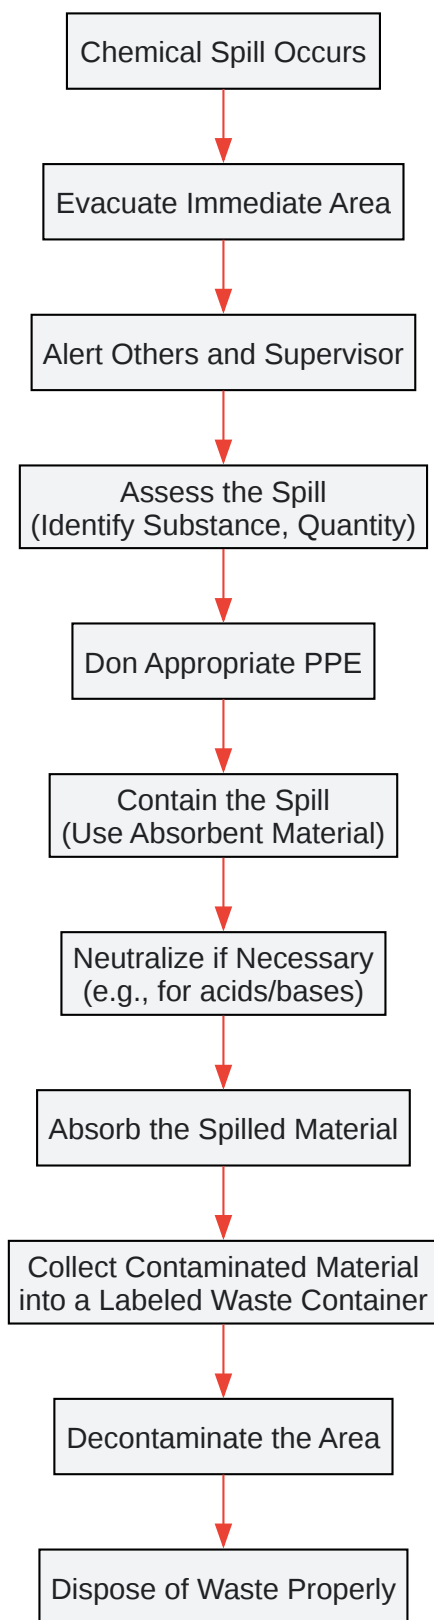 Chemical Spill Occurs
Evacuate Immediate Area
Alert Others and Supervisor
Assess the Spill
(Identify Substance, Quantity)
Don Appropriate PPE
Contain the Spill
(Use Absorbent Material)
Neutralize if Necessary
(e.g., for acids/bases)
Absorb the Spilled Material
Collect Contaminated Material
into a Labeled Waste Container
Decontaminate the Area
Dispose of Waste Properly